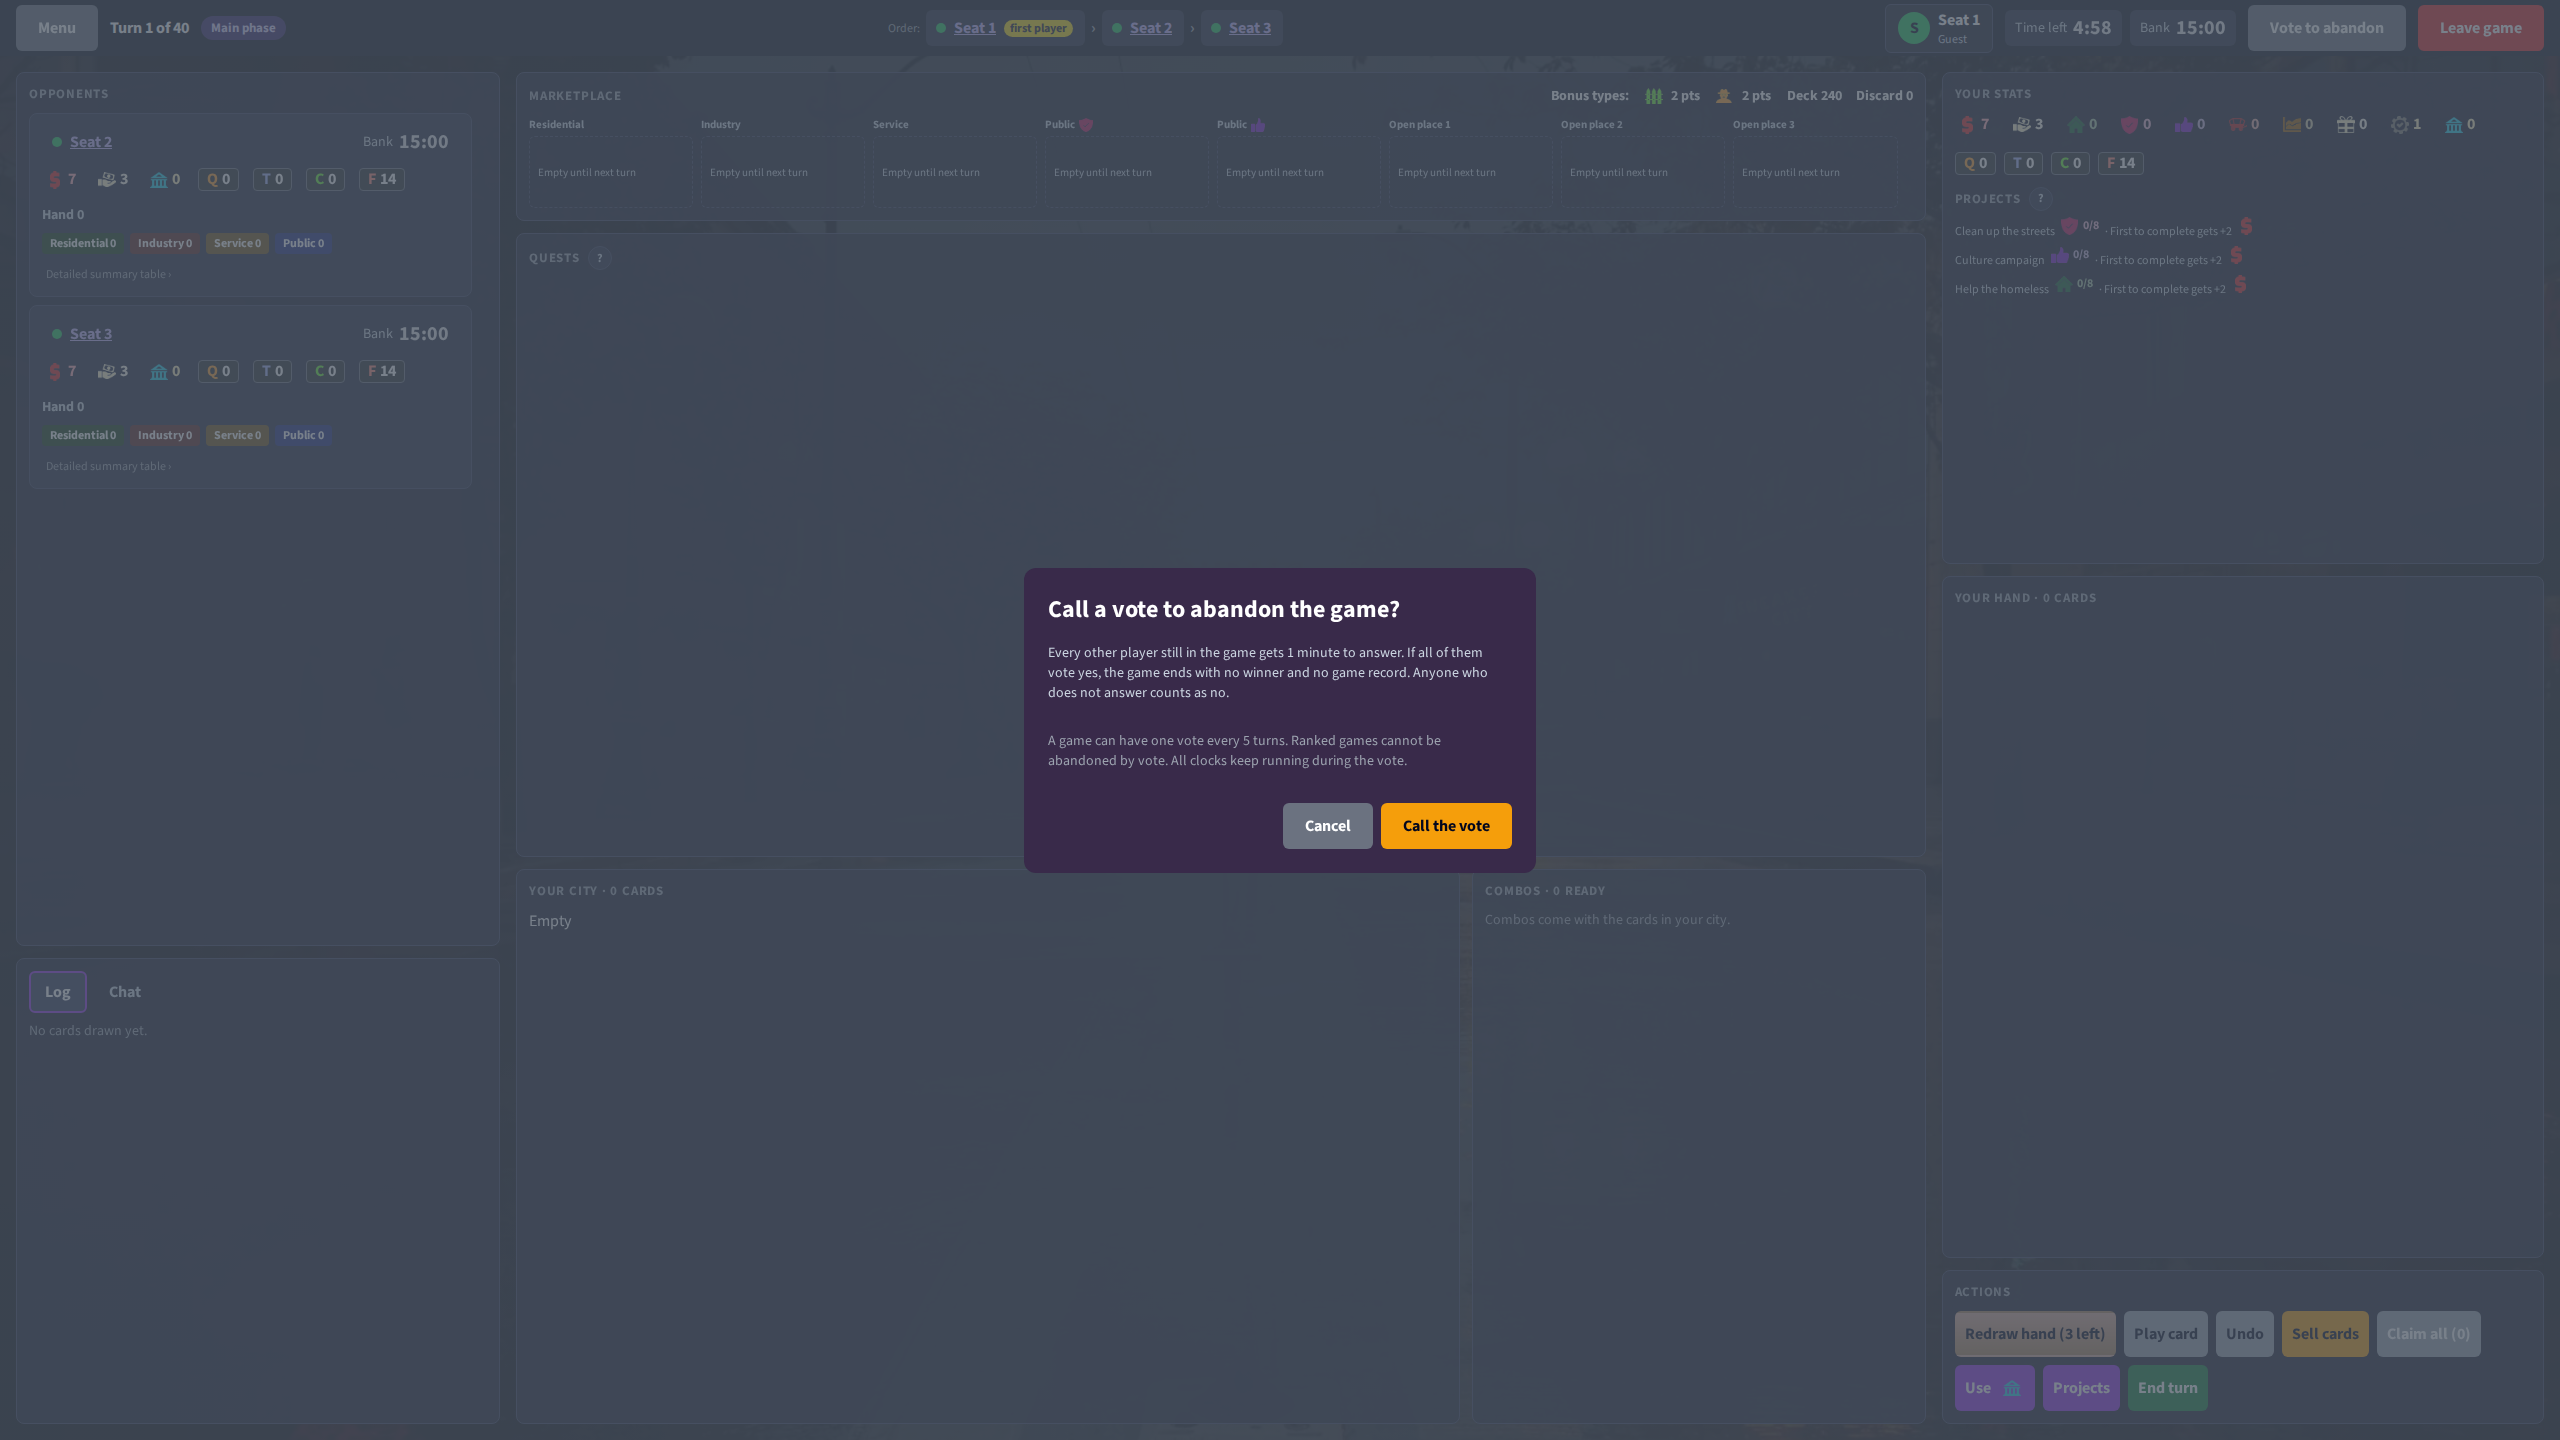 Menu
Turn 1 of 40
Main phase
Order:
Seat 1
first player
›
Seat 2
›
Seat 3
S
Seat 1
Guest
Time left 4:58
Bank 15:00
Vote to abandon
Leave game
OPPONENTS
Seat 2
Bank 15:00
7 3 0 Q 0 T 0 C 0 F 14
Hand 0
Residential 0 Industry 0 Service 0 Public 0
Detailed summary table ›
Seat 3
Bank 15:00
7 3 0 Q 0 T 0 C 0 F 14
Hand 0
Residential 0 Industry 0 Service 0 Public 0
Detailed summary table ›
Log
Chat
No cards drawn yet.
MARKETPLACE
Bonus types: 2 pts 2 pts Deck 240 Discard 0
Residential Industry Service Public Public Open place 1 Open place 2 Open place 3
Empty until next turn Empty until next turn Empty until next turn Empty until next turn Empty until next turn Empty until next turn Empty until next turn Empty until next turn
QUESTS ?
Call a vote to abandon the game?
Every other player still in the game gets 1 minute to answer. If all of them
vote yes, the game ends with no winner and no game record. Anyone who
does not answer counts as no.
A game can have one vote every 5 turns. Ranked games cannot be
abandoned by vote. All clocks keep running during the vote.
Cancel
Call the vote
YOUR CITY · 0 CARDS
Empty
COMBOS · 0 READY
Combos come with the cards in your city.
YOUR STATS
7 3 0 0 0 0 0 0 1 0
Q 0 T 0 C 0 F 14
PROJECTS ?
Clean up the streets 0/8 · First to complete gets +2
Culture campaign 0/8 · First to complete gets +2
Help the homeless 0/8 · First to complete gets +2
YOUR HAND · 0 CARDS
ACTIONS
Redraw hand (3 left) Play card Undo Sell cards Claim all (0)
Use Projects End turn